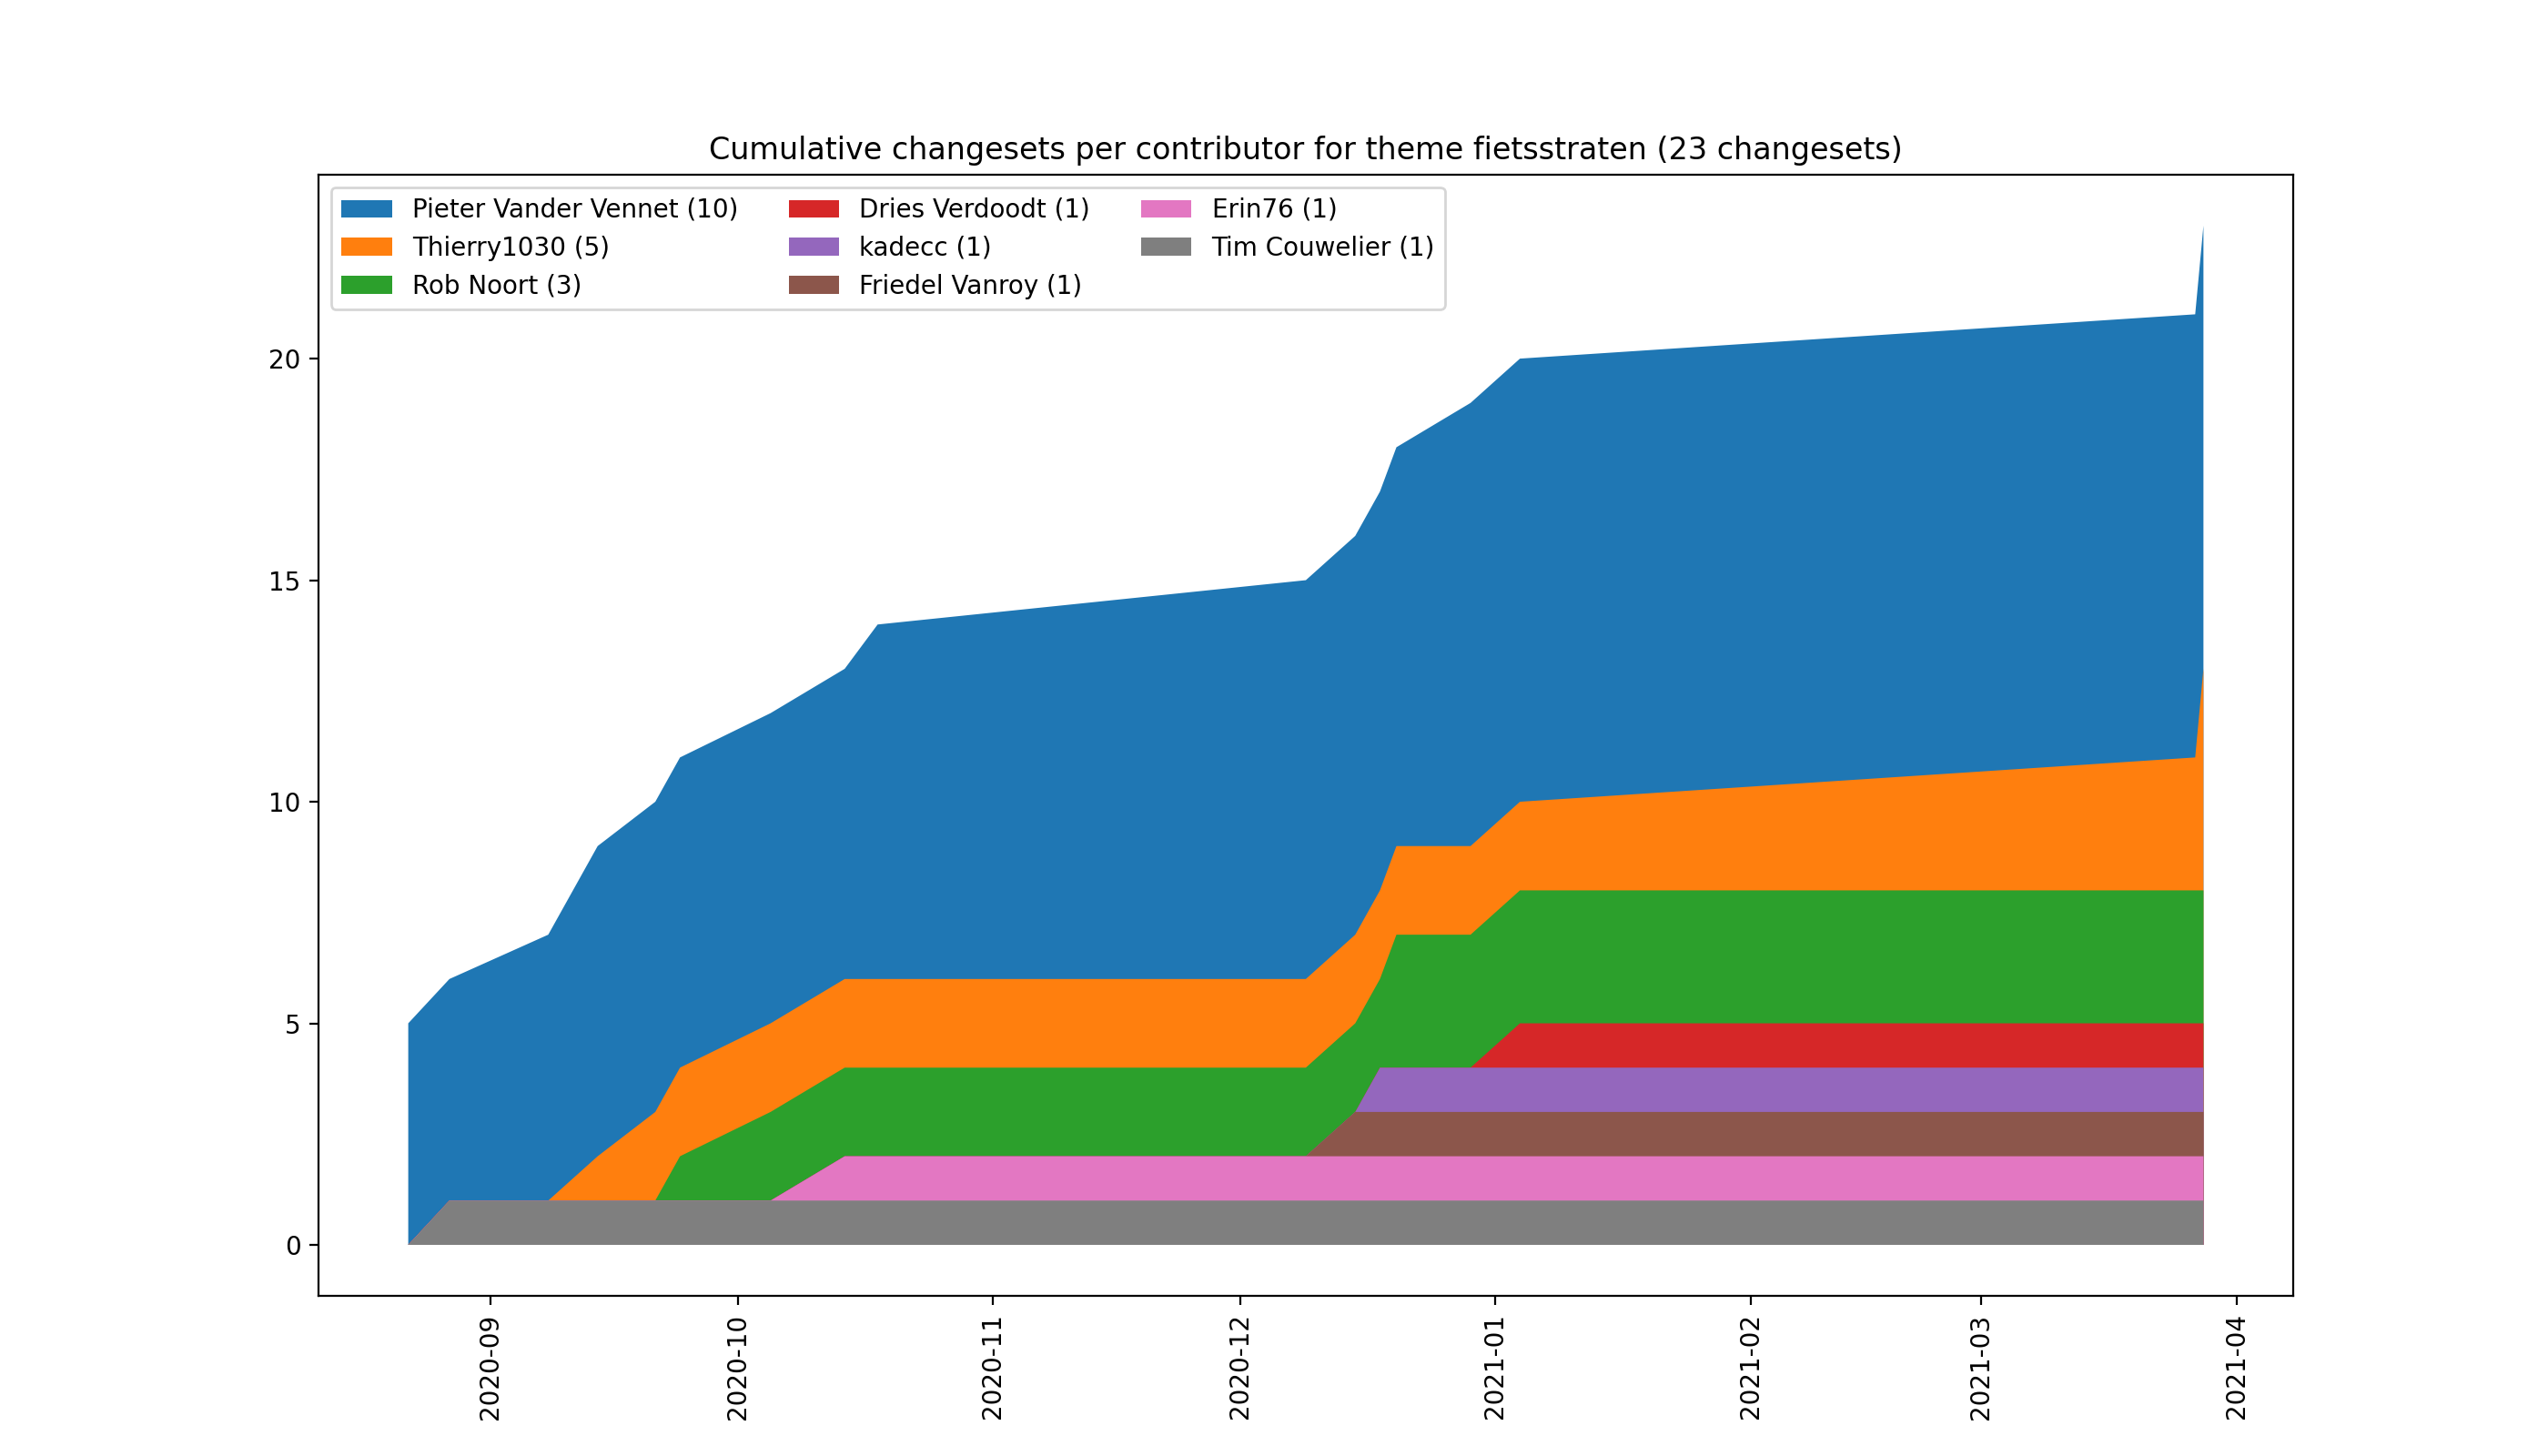 Cumulative changesets per contributor for theme fietsstraten (23 changesets)
Pieter Vander Vennet (10)
Thierry1030 (5)
Rob Noort (3)
Dries Verdoodt (1)
kadecc (1)
Friedel Vanroy (1)
Erin76 (1)
Tim Couwelier (1)
20
15
10
5
0
2020-09
2020-10
2020-11
2020-12
2021-01
2021-02
2021-03
2021-04